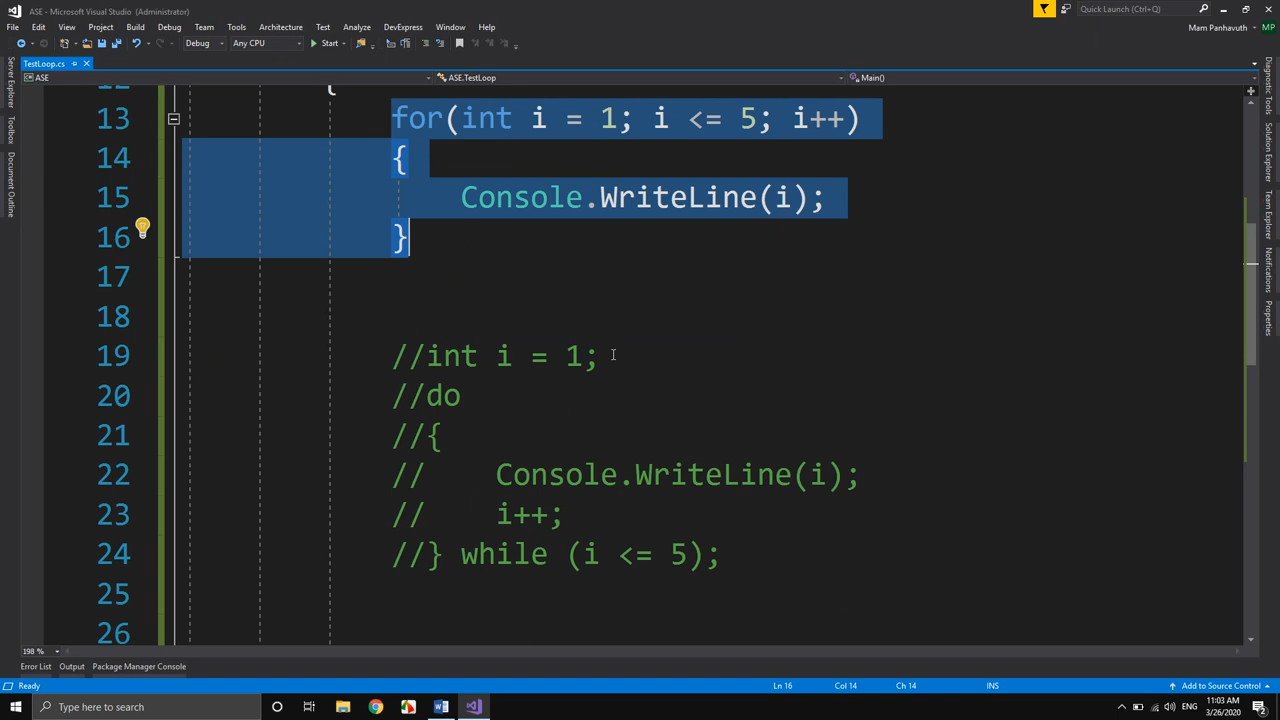 ASE - Microsoft Visual Studio (Administrator)
Quick Launch (Ctrl+Q)
File Edit View Project Build Debug Team Tools Architecture Test Analyze DevExpress Window Help
Mam Panhavuth MP
Debug Any CPU Start
TestLoop.cs
ASE ASE.TestLoop Main()
Server Explorer
Toolbox
Document Outline
Diagnostic Tools
Solution Explorer
Team Explorer
Notifications
Properties
12 {
13 for(int i = 1; i <= 5; i++)
14 {
15 Console.WriteLine(i);
16 }
17
18
19 //int i = 1;
20 //do
21 //{
22 // Console.WriteLine(i);
23 // i++;
24 //} while (i <= 5);
25
26
198 %
Error List Output Package Manager Console
Ready Ln 16 Col 14 Ch 14 INS Add to Source Control
Type here to search
11:03 AM
3/26/2020
2